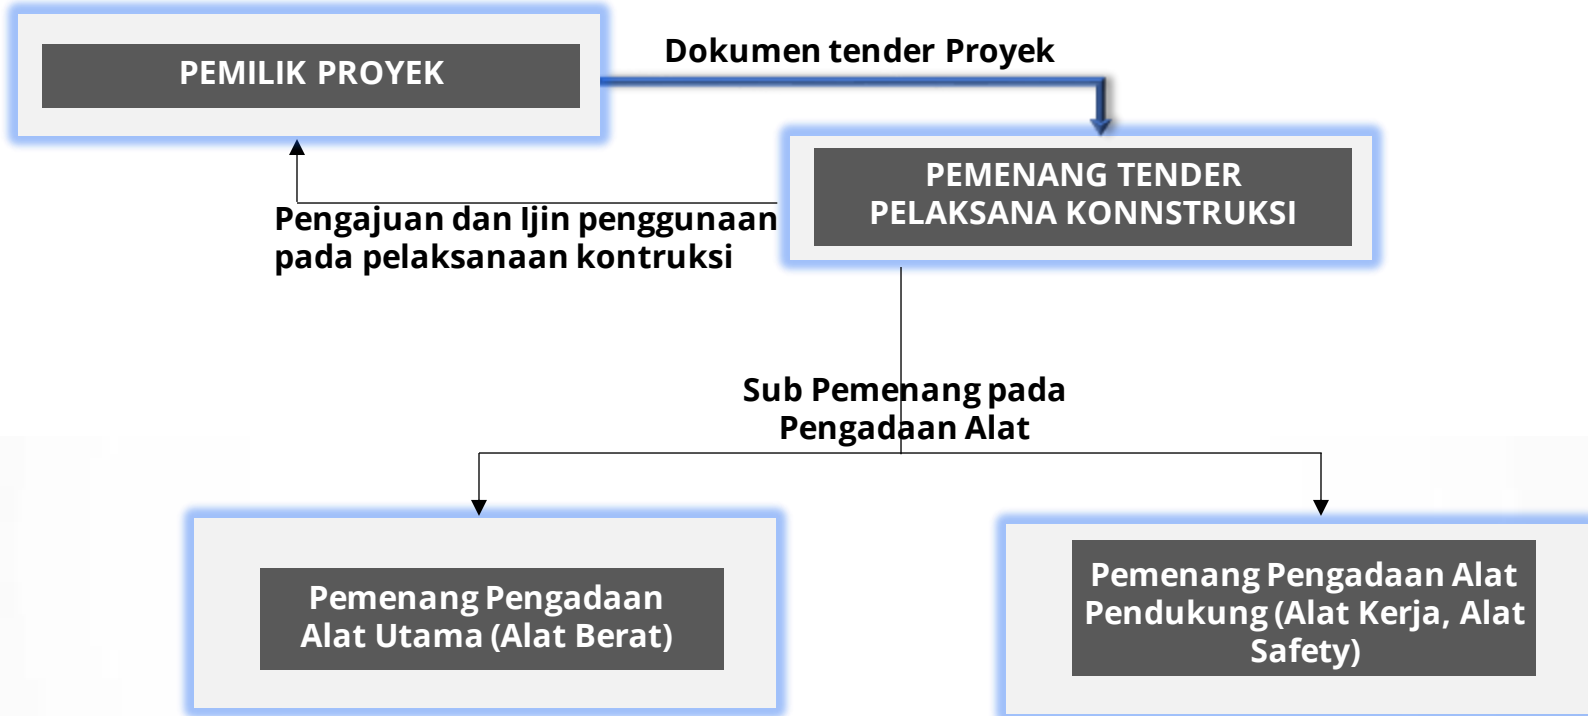 PEMILIK PROYEK
Dokumen tender Proyek
PEMENANG TENDER
PELAKSANA KONNSTRUKSI
Pengajuan dan Ijin penggunaan
pada pelaksanaan kontruksi
Sub Pemenang pada
Pengadaan Alat
Pemenang Pengadaan
Alat Utama (Alat Berat)
Pemenang Pengadaan Alat
Pendukung (Alat Kerja, Alat
Safety)